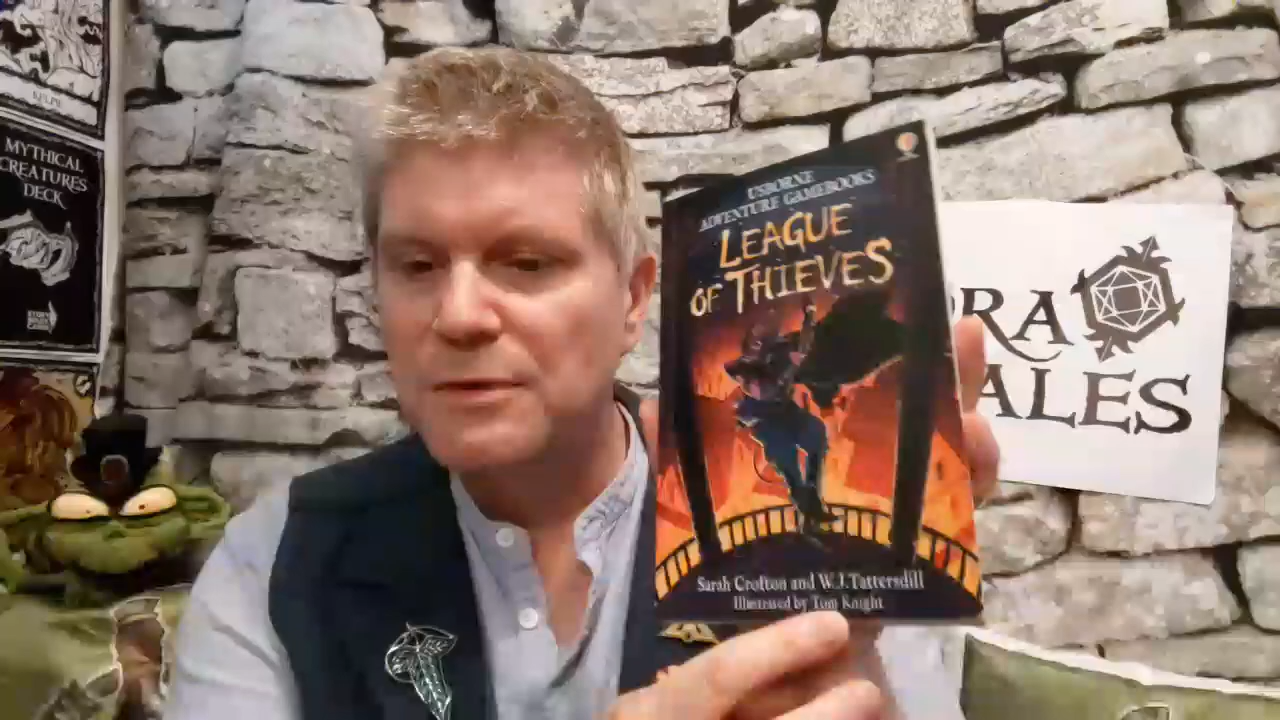 KELPIE
MYTHICAL
CREATURES
DECK
USBORNE
ADVENTURE GAMEBOOKS
LEAGUE
OF THIEVES
Sarah Crofton and W.J. Tattersdill
Illustrated by Tom Knight
RA
ALES